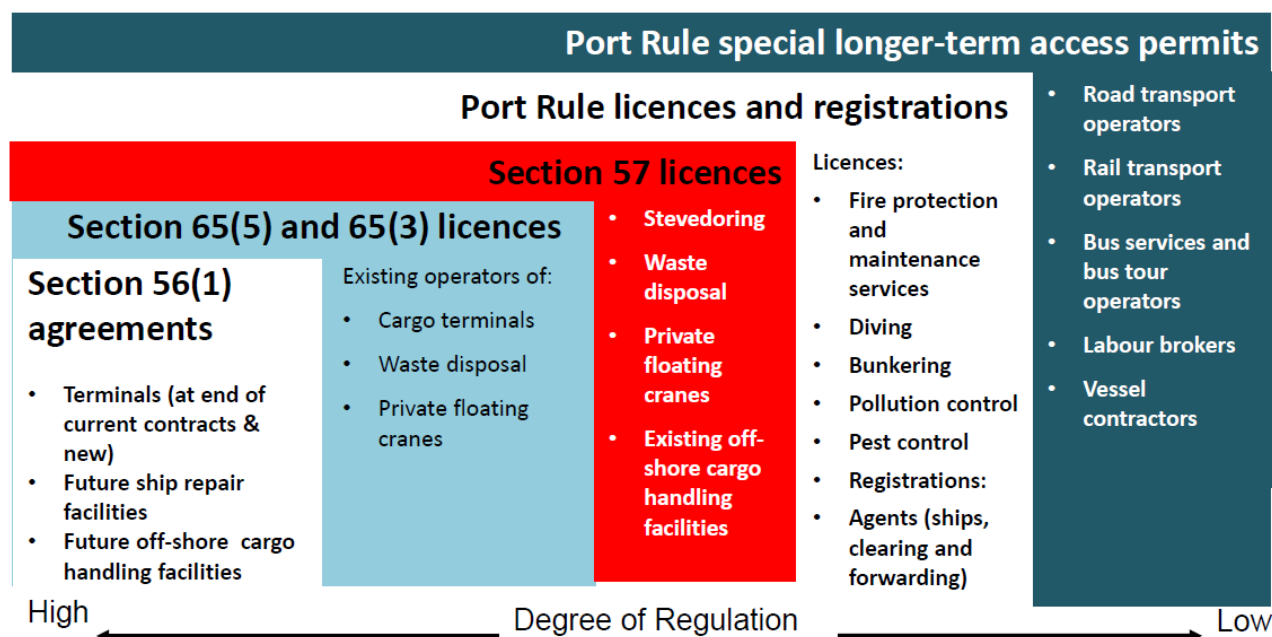 Port Rule special longer-term access permits
Port Rule licences and registrations
Section 57 licences
Section 65(5) and 65(3) licences
Section 56(1)
agreements
• Terminals (at end of
current contracts &
new)
• Future ship repair
facilities
• Future off-shore cargo
handling facilities
Existing operators of:
• Cargo terminals
• Waste disposal
• Private floating
cranes
• Stevedoring
• Waste
disposal
• Private
floating
cranes
• Existing off-
shore cargo
handling
facilities
Licences:
• Fire protection
and
maintenance
services
• Diving
• Bunkering
• Pollution control
• Pest control
• Registrations:
• Agents (ships,
clearing and
forwarding)
• Road transport
operators
• Rail transport
operators
• Bus services and
bus tour
operators
• Labour brokers
• Vessel
contractors
High
Degree of Regulation
Low